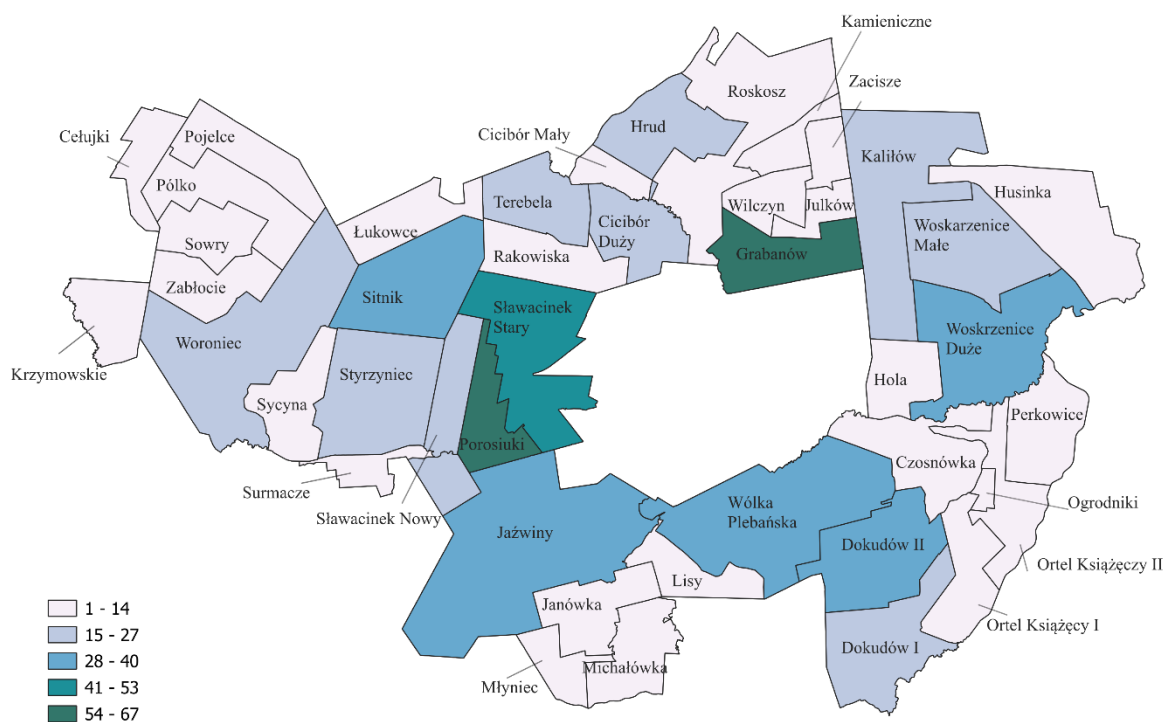 Kamieniczne
Zacisze
Roskosz
Hrud
Cicibór Mały
Cełujki
Pojelce
Kaliłów
Pólko
Husinka
Terebela
Wilczyn
Julków
Cicibór
Duży
Woskarzenice
Małe
Łukowce
Sowry
Rakowiska
Grabanów
Zabłocie
Sitnik
Sławacinek
Stary
Woskrzenice
Duże
Woroniec
Krzymowskie
Styrzyniec
Hola
Sycyna
Perkowice
Porosiuki
Czosnówka
Surmacze
Ogrodniki
Wólka
Plebańska
Sławacinek Nowy
Jaźwiny
Dokudów II
Ortel Książęczy II
Lisy
Janówka
Ortel Książęcy I
Dokudów I
Michałówka
Młyniec
1 - 14
15 - 27
28 - 40
41 - 53
54 - 67